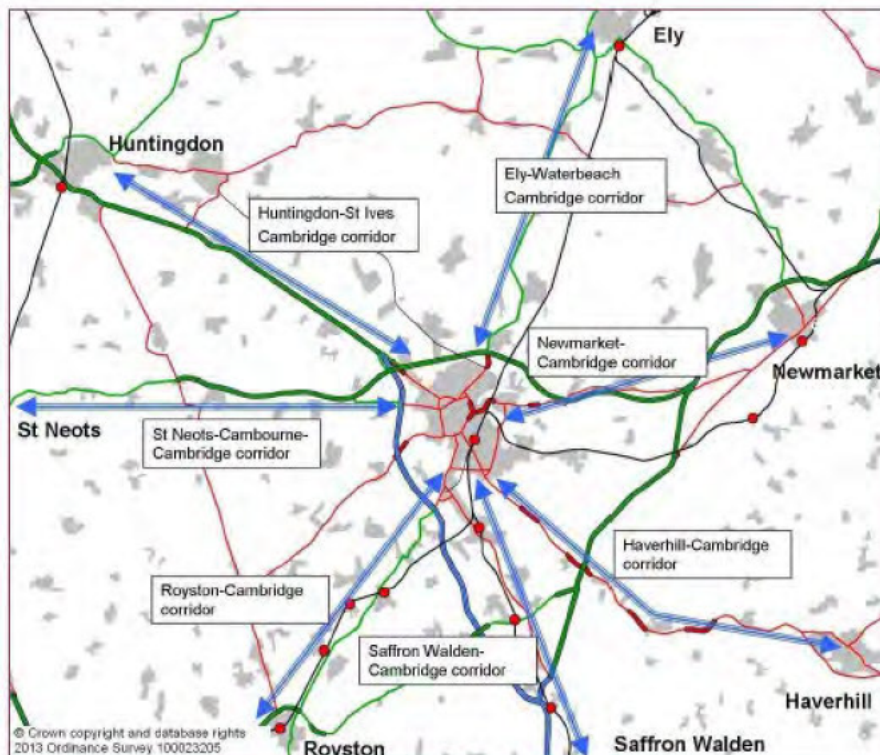 Ely
Huntingdon
Ely-Waterbeach
Cambridge corridor
Huntingdon-St Ives
Cambridge corridor
Newmarket-
Cambridge corridor
Newmarket
St Neots
St Neots-Cambourne-
Cambridge corridor
Haverhill-Cambridge
corridor
Royston-Cambridge
corridor
Saffron Walden-
Cambridge corridor
Haverhill
© Crown copyright and database rights
2013 Ordnance Survey 100023205
Royston
Saffron Walden